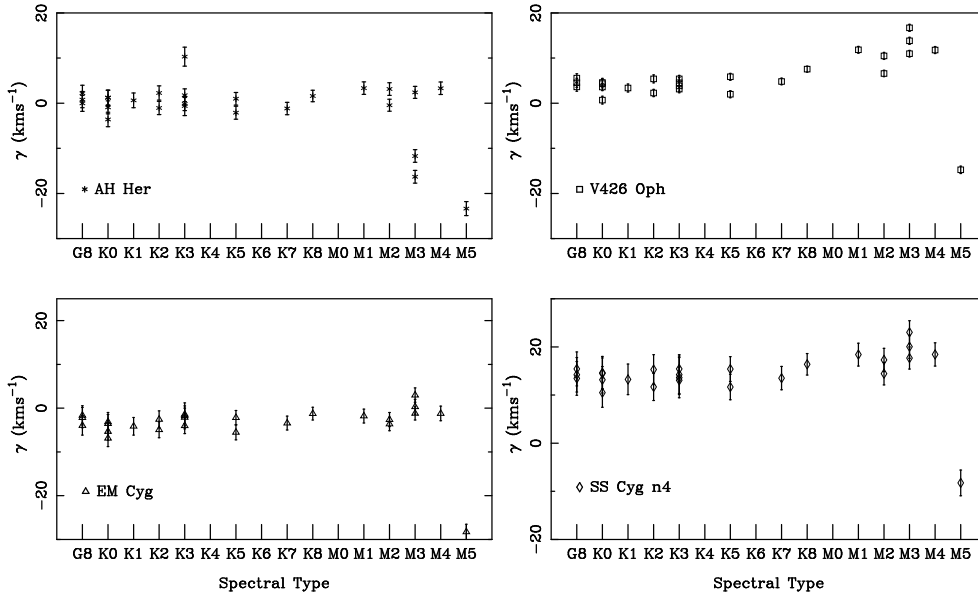 20
0
−20
γ (kms⁻¹)
AH Her
G8 K0 K1 K2 K3 K4 K5 K6 K7 K8 M0 M1 M2 M3 M4 M5
20
0
−20
γ (kms⁻¹)
V426 Oph
G8 K0 K1 K2 K3 K4 K5 K6 K7 K8 M0 M1 M2 M3 M4 M5
20
0
−20
γ (kms⁻¹)
EM Cyg
G8 K0 K1 K2 K3 K4 K5 K6 K7 K8 M0 M1 M2 M3 M4 M5
Spectral Type
20
0
−20
γ (kms⁻¹)
SS Cyg n4
G8 K0 K1 K2 K3 K4 K5 K6 K7 K8 M0 M1 M2 M3 M4 M5
Spectral Type